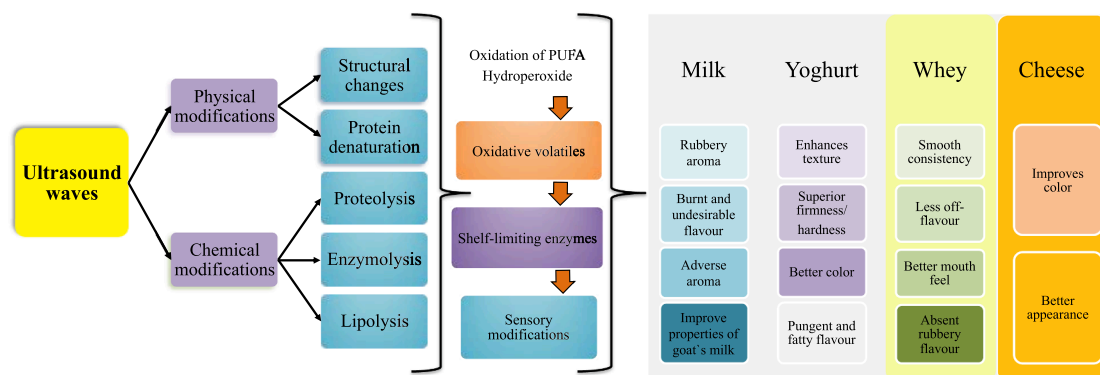 Ultrasound
waves
Physical
modifications
Chemical
modifications
Structural
changes
Protein
denaturation
Proteolysis
Enzymolysis
Lipolysis
Oxidation of PUFA
Hydroperoxide
Oxidative volatiles
Shelf-limiting enzymes
Sensory
modifications
Milk
Rubbery
aroma
Burnt and
undesirable
flavour
Adverse
aroma
Improve
properties of
goat`s milk
Yoghurt
Enhances
texture
Superior
firmness/
hardness
Better color
Pungent and
fatty flavour
Whey
Smooth
consistency
Less off-
flavour
Better mouth
feel
Absent
rubbery
flavour
Cheese
Improves
color
Better
appearance